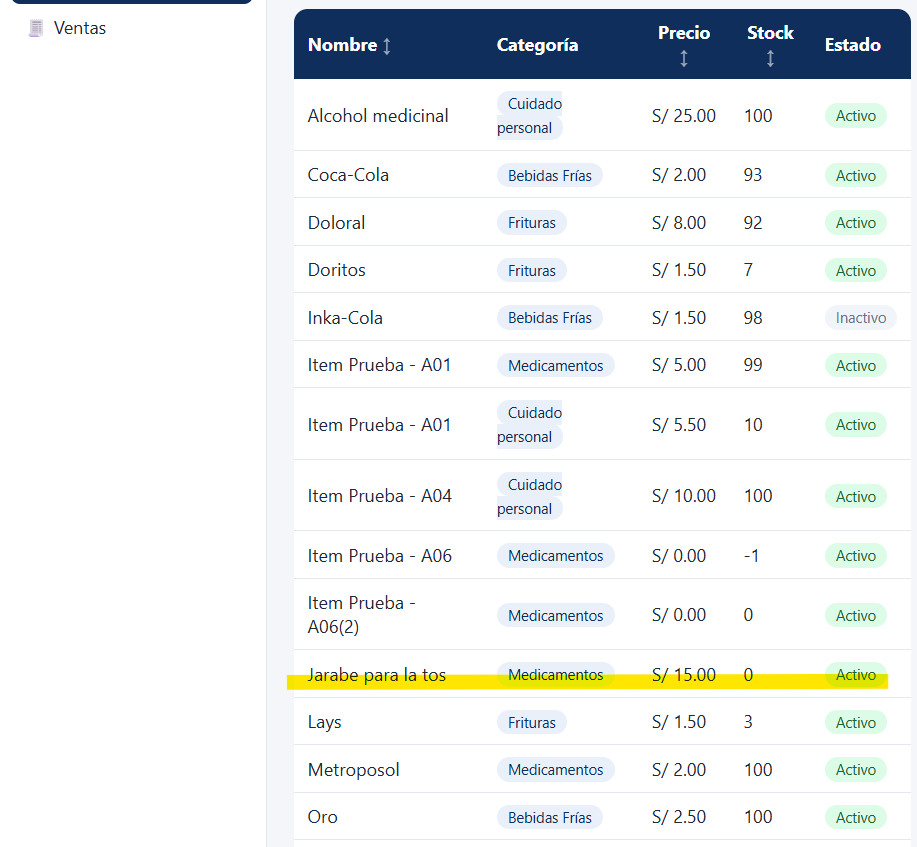 Ventas
Nombre ↕ Categoría Precio ↕ Stock ↕ Estado
Alcohol medicinal Cuidado personal S/ 25.00 100 Activo
Coca-Cola Bebidas Frías S/ 2.00 93 Activo
Doloral Frituras S/ 8.00 92 Activo
Doritos Frituras S/ 1.50 7 Activo
Inka-Cola Bebidas Frías S/ 1.50 98 Inactivo
Item Prueba - A01 Medicamentos S/ 5.00 99 Activo
Item Prueba - A01 Cuidado personal S/ 5.50 10 Activo
Item Prueba - A04 Cuidado personal S/ 10.00 100 Activo
Item Prueba - A06 Medicamentos S/ 0.00 -1 Activo
Item Prueba - A06(2) Medicamentos S/ 0.00 0 Activo
Jarabe para la tos Medicamentos S/ 15.00 0 Activo
Lays Frituras S/ 1.50 3 Activo
Metroposol Medicamentos S/ 2.00 100 Activo
Oro Bebidas Frías S/ 2.50 100 Activo